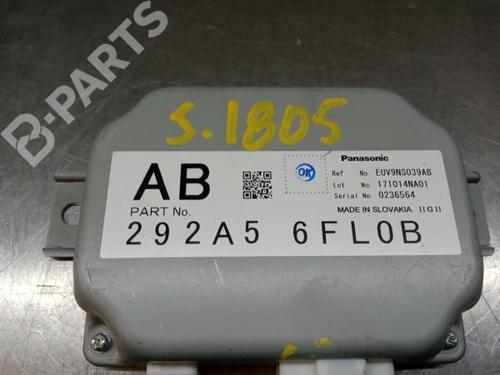 B-PARTS
S.1805
AB
PART No.
292A5 6FL0B
OK
Panasonic
Ref No. EUV9NS039AB
Lot No. 171014NA01
Serial No. 0236564
MADE IN SLOVAKIA ((G))